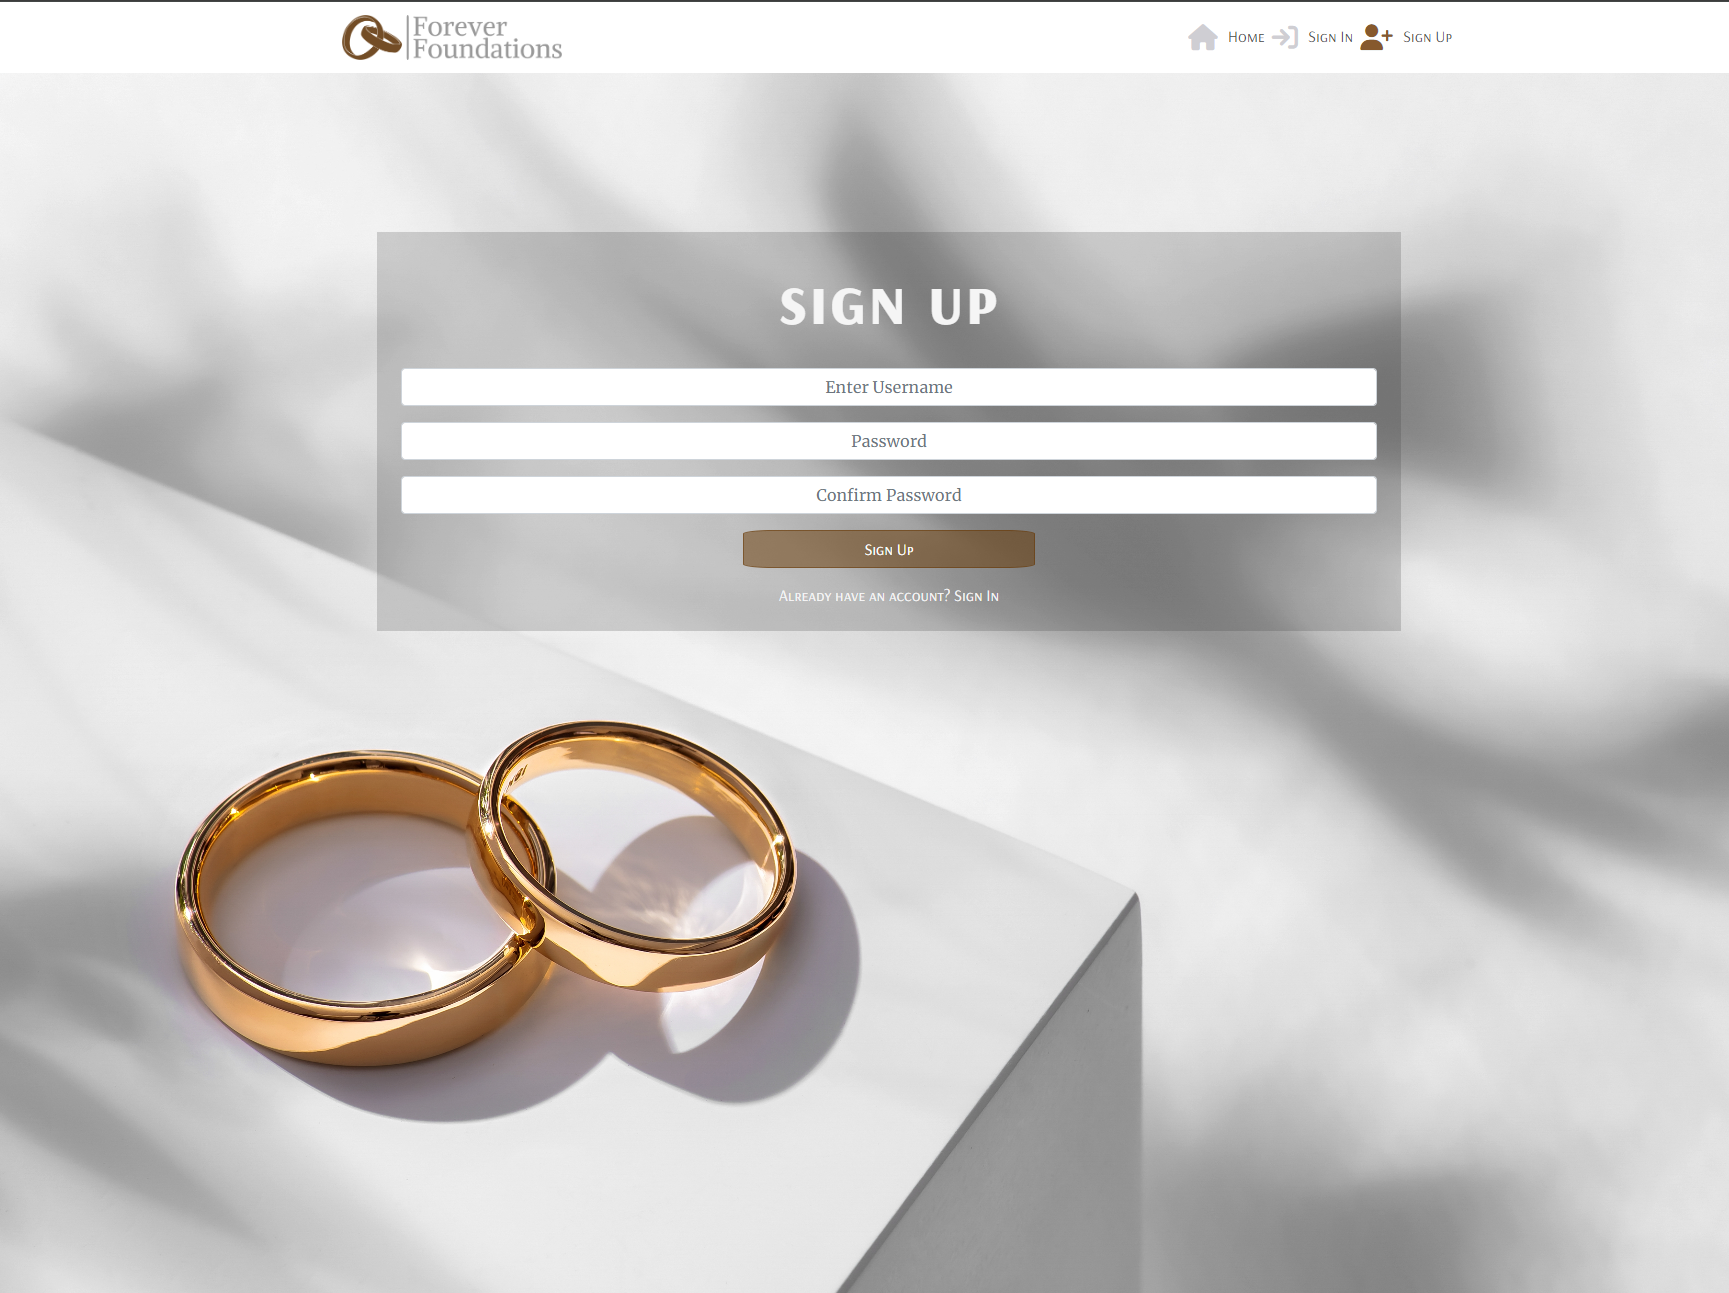 Forever
Foundations
Home
Sign In
Sign Up
SIGN UP
Enter Username
Password
Confirm Password
Sign Up
Already have an account? Sign In